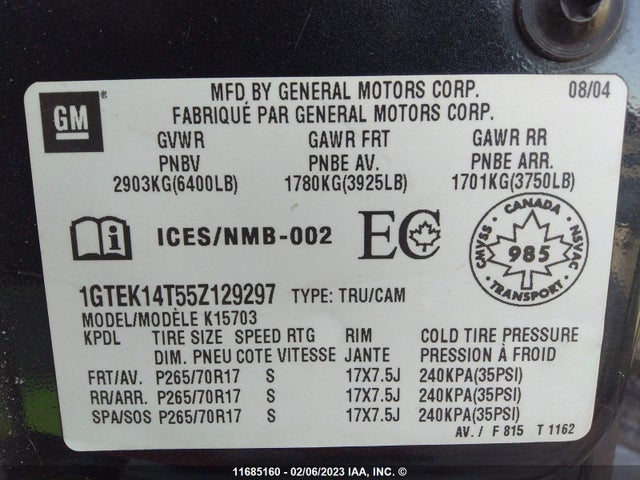 MFD BY GENERAL MOTORS CORP. 08/04
FABRIQUÉ PAR GENERAL MOTORS CORP.
GM
GVWR GAWR FRT GAWR RR
PNBV PNBE AV. PNBE ARR.
2903KG(6400LB) 1780KG(3925LB) 1701KG(3750LB)
i ICES/NMB-002 EC
CANADA CMVSS 985 NSVAC TRANSPORT
1GTEK14T55Z129297 TYPE: TRU/CAM
MODEL/MODÈLE K15703
KPDL TIRE SIZE SPEED RTG RIM COLD TIRE PRESSURE
DIM. PNEU COTE VITESSE JANTE PRESSION À FROID
FRT/AV. P265/70R17 S 17X7.5J 240KPA(35PSI)
RR/ARR. P265/70R17 S 17X7.5J 240KPA(35PSI)
SPA/SOS P265/70R17 S 17X7.5J 240KPA(35PSI)
AV. / F 815 T 1162
11685160 - 02/06/2023 IAA, Inc. ©